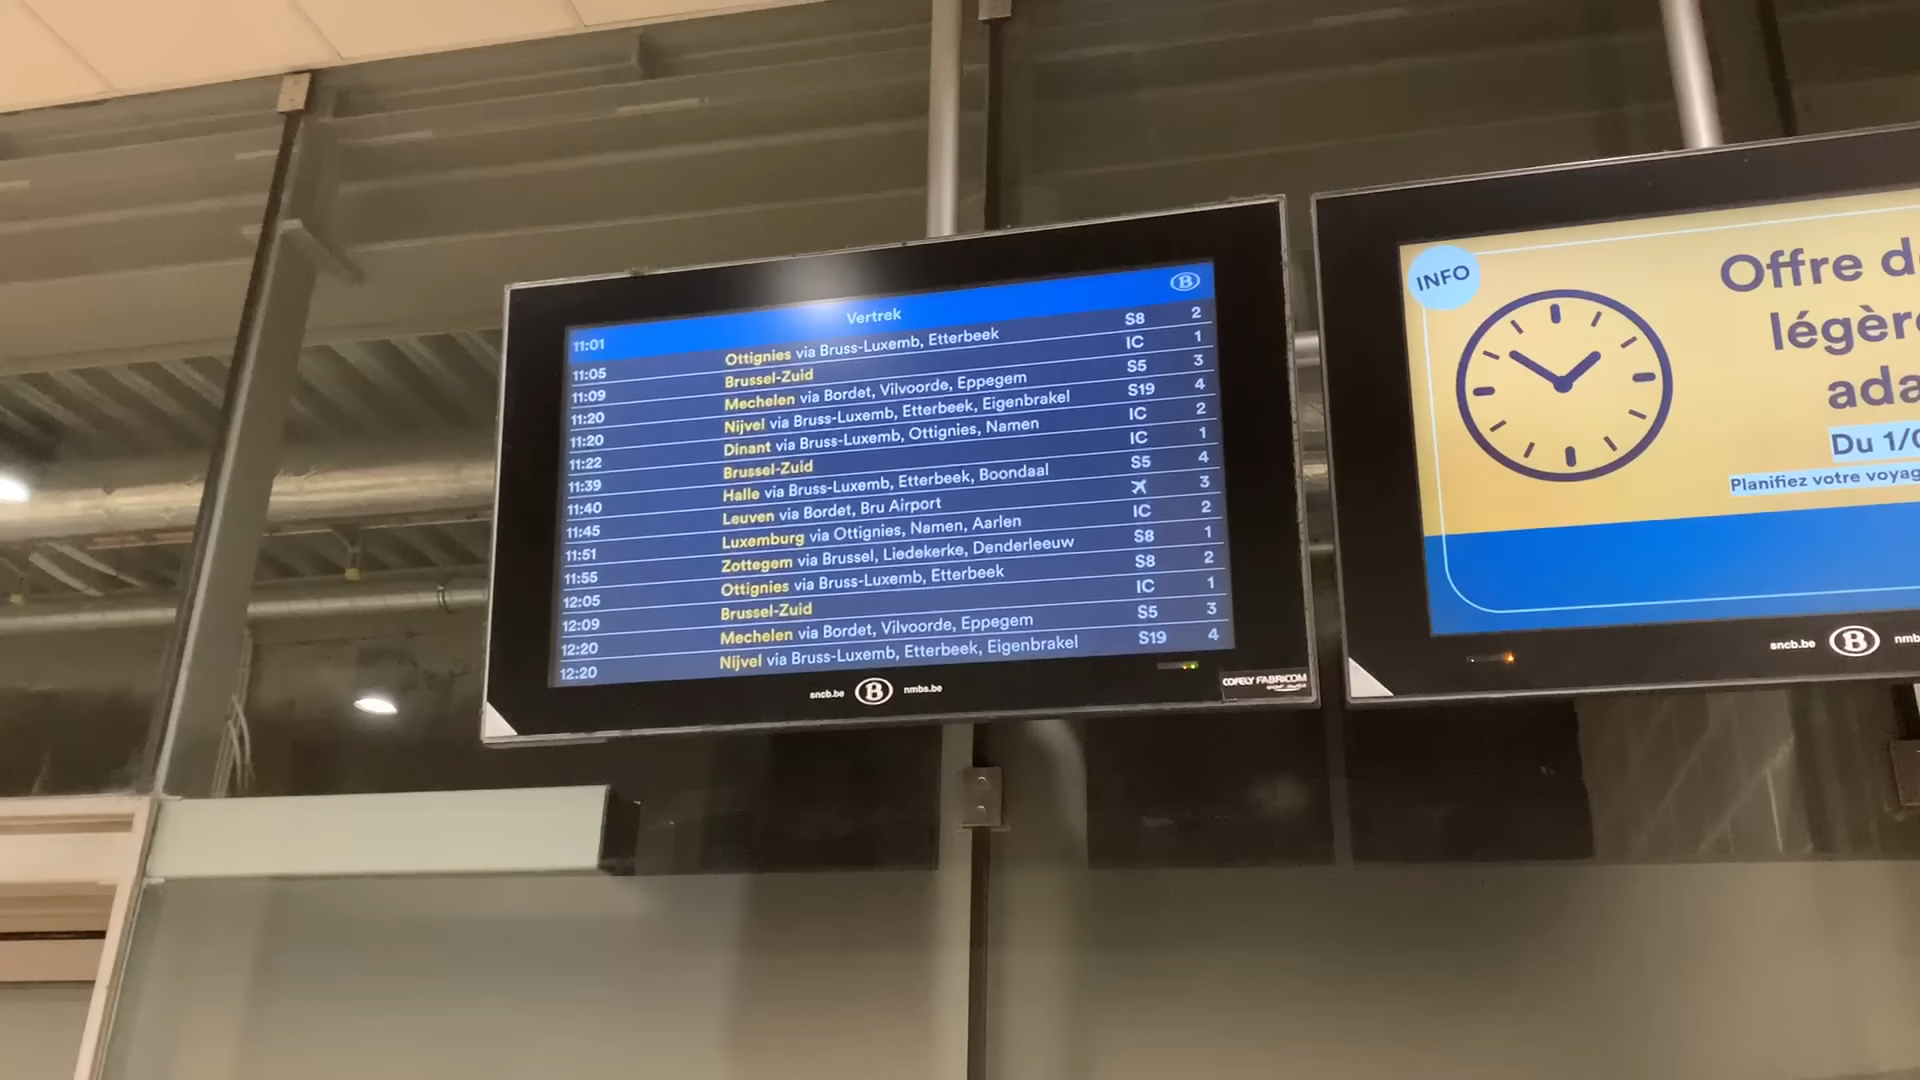 11:01 Vertrek B
11:05 Ottignies via Bruss-Luxemb, Etterbeek S8 2
11:09 Brussel-Zuid IC 1
11:20 Mechelen via Bordet, Vilvoorde, Eppegem S5 3
11:20 Nijvel via Bruss-Luxemb, Etterbeek, Eigenbrakel S19 4
11:22 Dinant via Bruss-Luxemb, Ottignies, Namen IC 2
11:39 Brussel-Zuid IC 1
11:40 Halle via Bruss-Luxemb, Etterbeek, Boondaal S5 4
11:45 Leuven via Bordet, Bru Airport 3
11:51 Luxemburg via Ottignies, Namen, Aarlen IC 2
11:55 Zottegem via Brussel, Liedekerke, Denderleeuw S8 1
12:05 Ottignies via Bruss-Luxemb, Etterbeek S8 2
12:09 Brussel-Zuid IC 1
12:20 Mechelen via Bordet, Vilvoorde, Eppegem S5 3
12:20 Nijvel via Bruss-Luxemb, Etterbeek, Eigenbrakel S19 4
sncb.be B nmbs.be
COFELY FABRICOM
INFO
Offre d
légèr
ada
Du 1/
Planifiez votre voyag
sncb.be B nmb